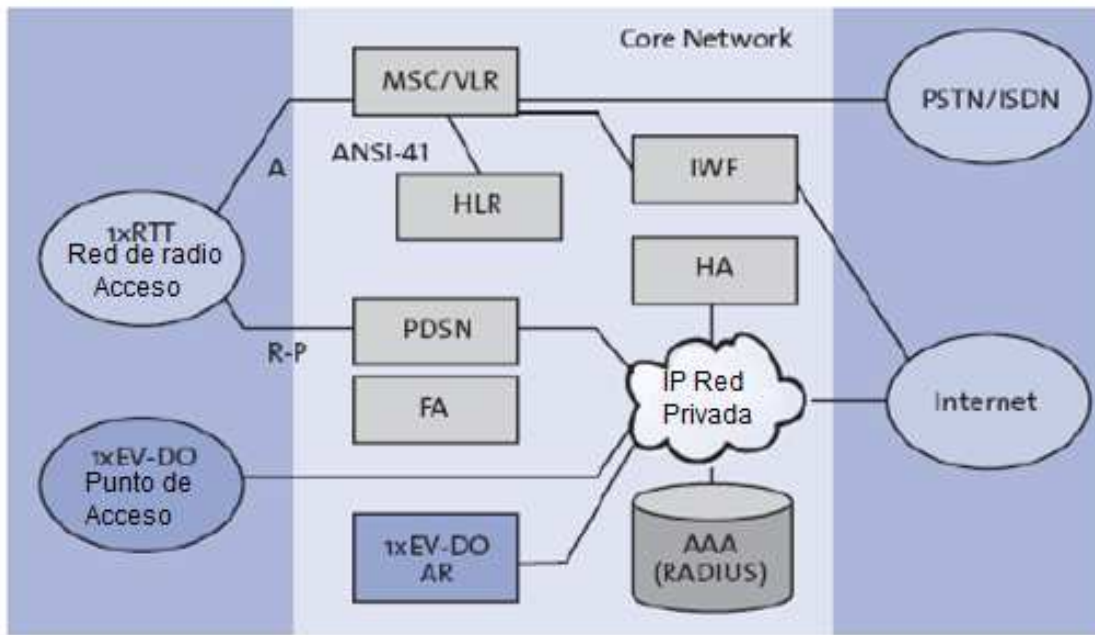 Core Network
MSC/VLR
PSTN/ISDN
ANSI-41
A
IWF
HLR
1xRTT
Red de radio
Acceso
HA
PDSN
R-P
IP Red
Privada
FA
Internet
1xEV-DO
Punto de
Acceso
1xEV-DO
AR
AAA
(RADIUS)